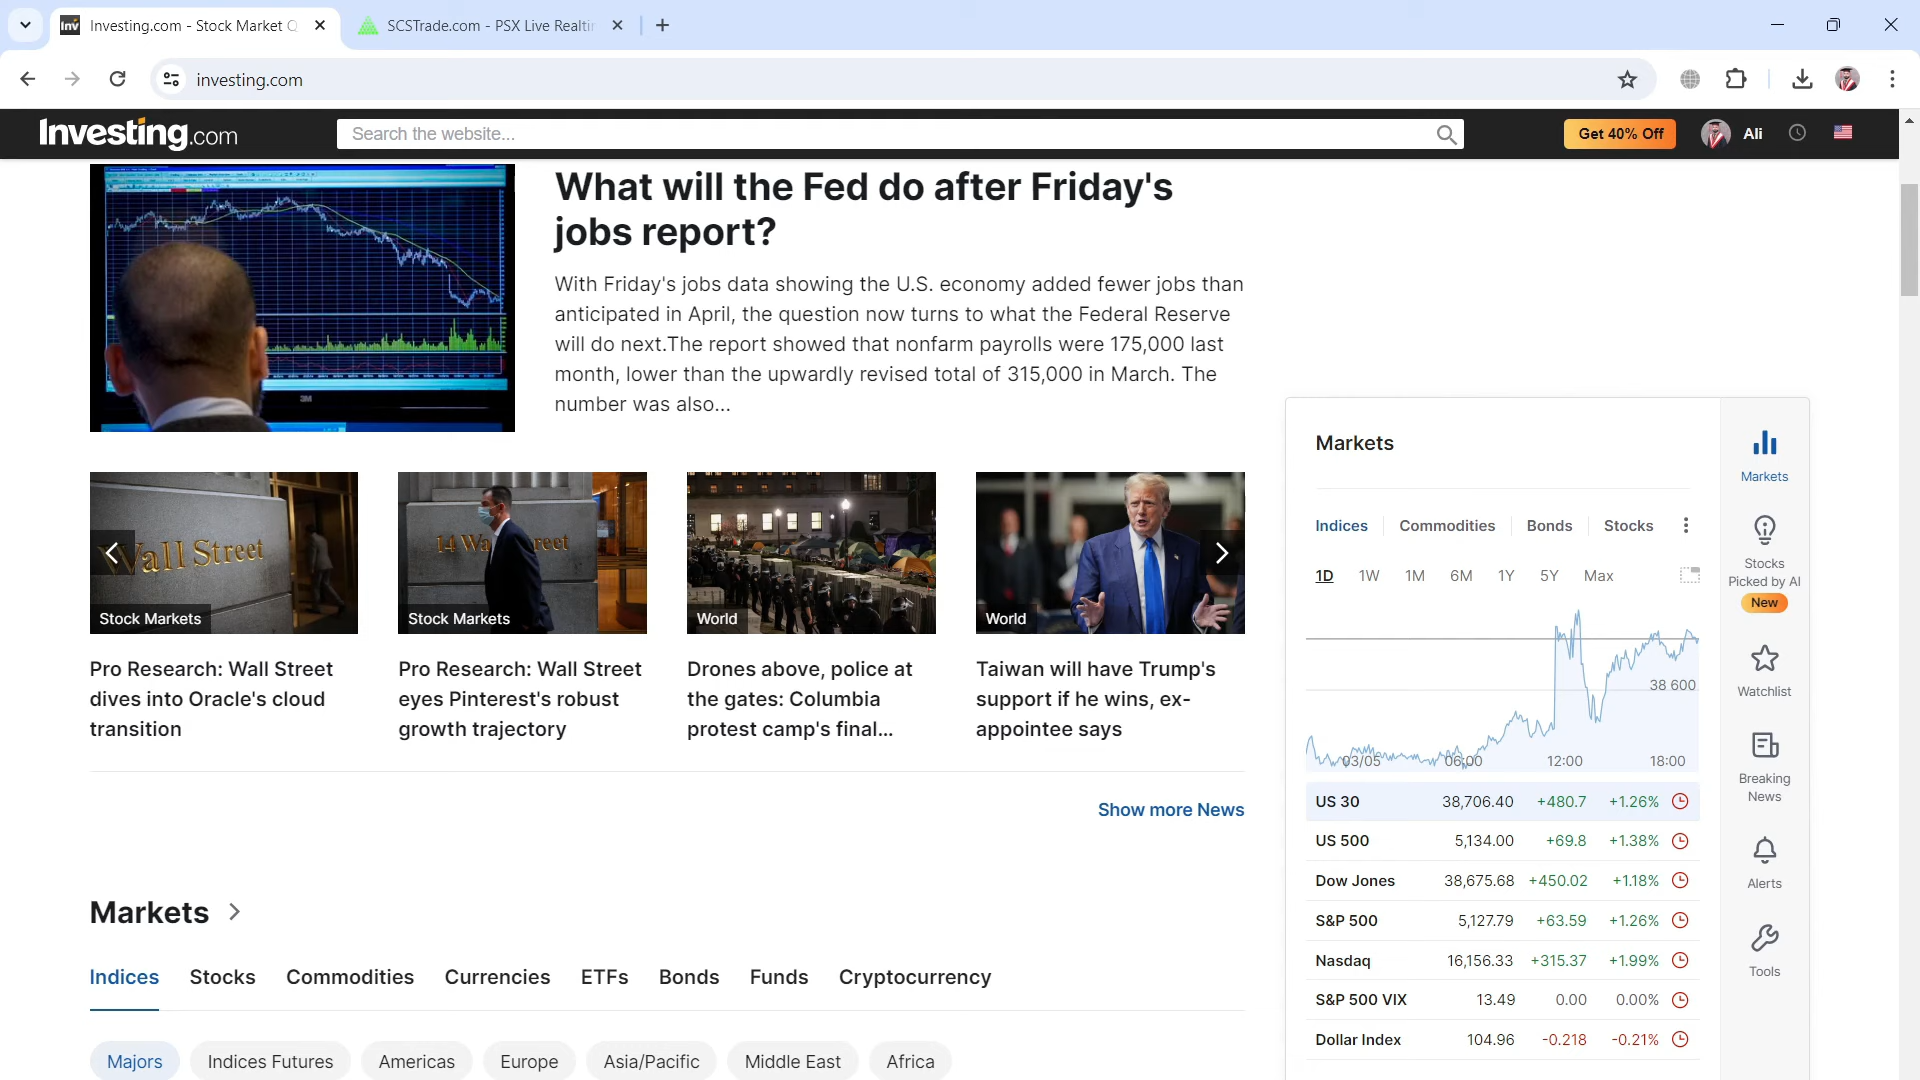 Investing.com - Stock Market Q
SCSTrade.com - PSX Live Realtin
investing.com
Investing.com
Search the website...
Get 40% Off
Ali
What will the Fed do after Friday's
jobs report?
With Friday's jobs data showing the U.S. economy added fewer jobs than
anticipated in April, the question now turns to what the Federal Reserve
will do next.The report showed that nonfarm payrolls were 175,000 last
month, lower than the upwardly revised total of 315,000 in March. The
number was also...
3M
Wall Street
Stock Markets
14 Wa reet
Stock Markets
World
World
Pro Research: Wall Street
dives into Oracle's cloud
transition
Pro Research: Wall Street
eyes Pinterest's robust
growth trajectory
Drones above, police at
the gates: Columbia
protest camp's final...
Taiwan will have Trump's
support if he wins, ex-
appointee says
Show more News
Markets
Indices Stocks Commodities Currencies ETFs Bonds Funds Cryptocurrency
Majors Indices Futures Americas Europe Asia/Pacific Middle East Africa
Markets
Indices Commodities Bonds Stocks
1D 1W 1M 6M 1Y 5Y Max
38 600
03/05 06:00 12:00 18:00
US 30 38,706.40 +480.7 +1.26%
US 500 5,134.00 +69.8 +1.38%
Dow Jones 38,675.68 +450.02 +1.18%
S&P 500 5,127.79 +63.59 +1.26%
Nasdaq 16,156.33 +315.37 +1.99%
S&P 500 VIX 13.49 0.00 0.00%
Dollar Index 104.96 -0.218 -0.21%
Markets
Stocks
Picked by AI
New
Watchlist
Breaking
News
Alerts
Tools